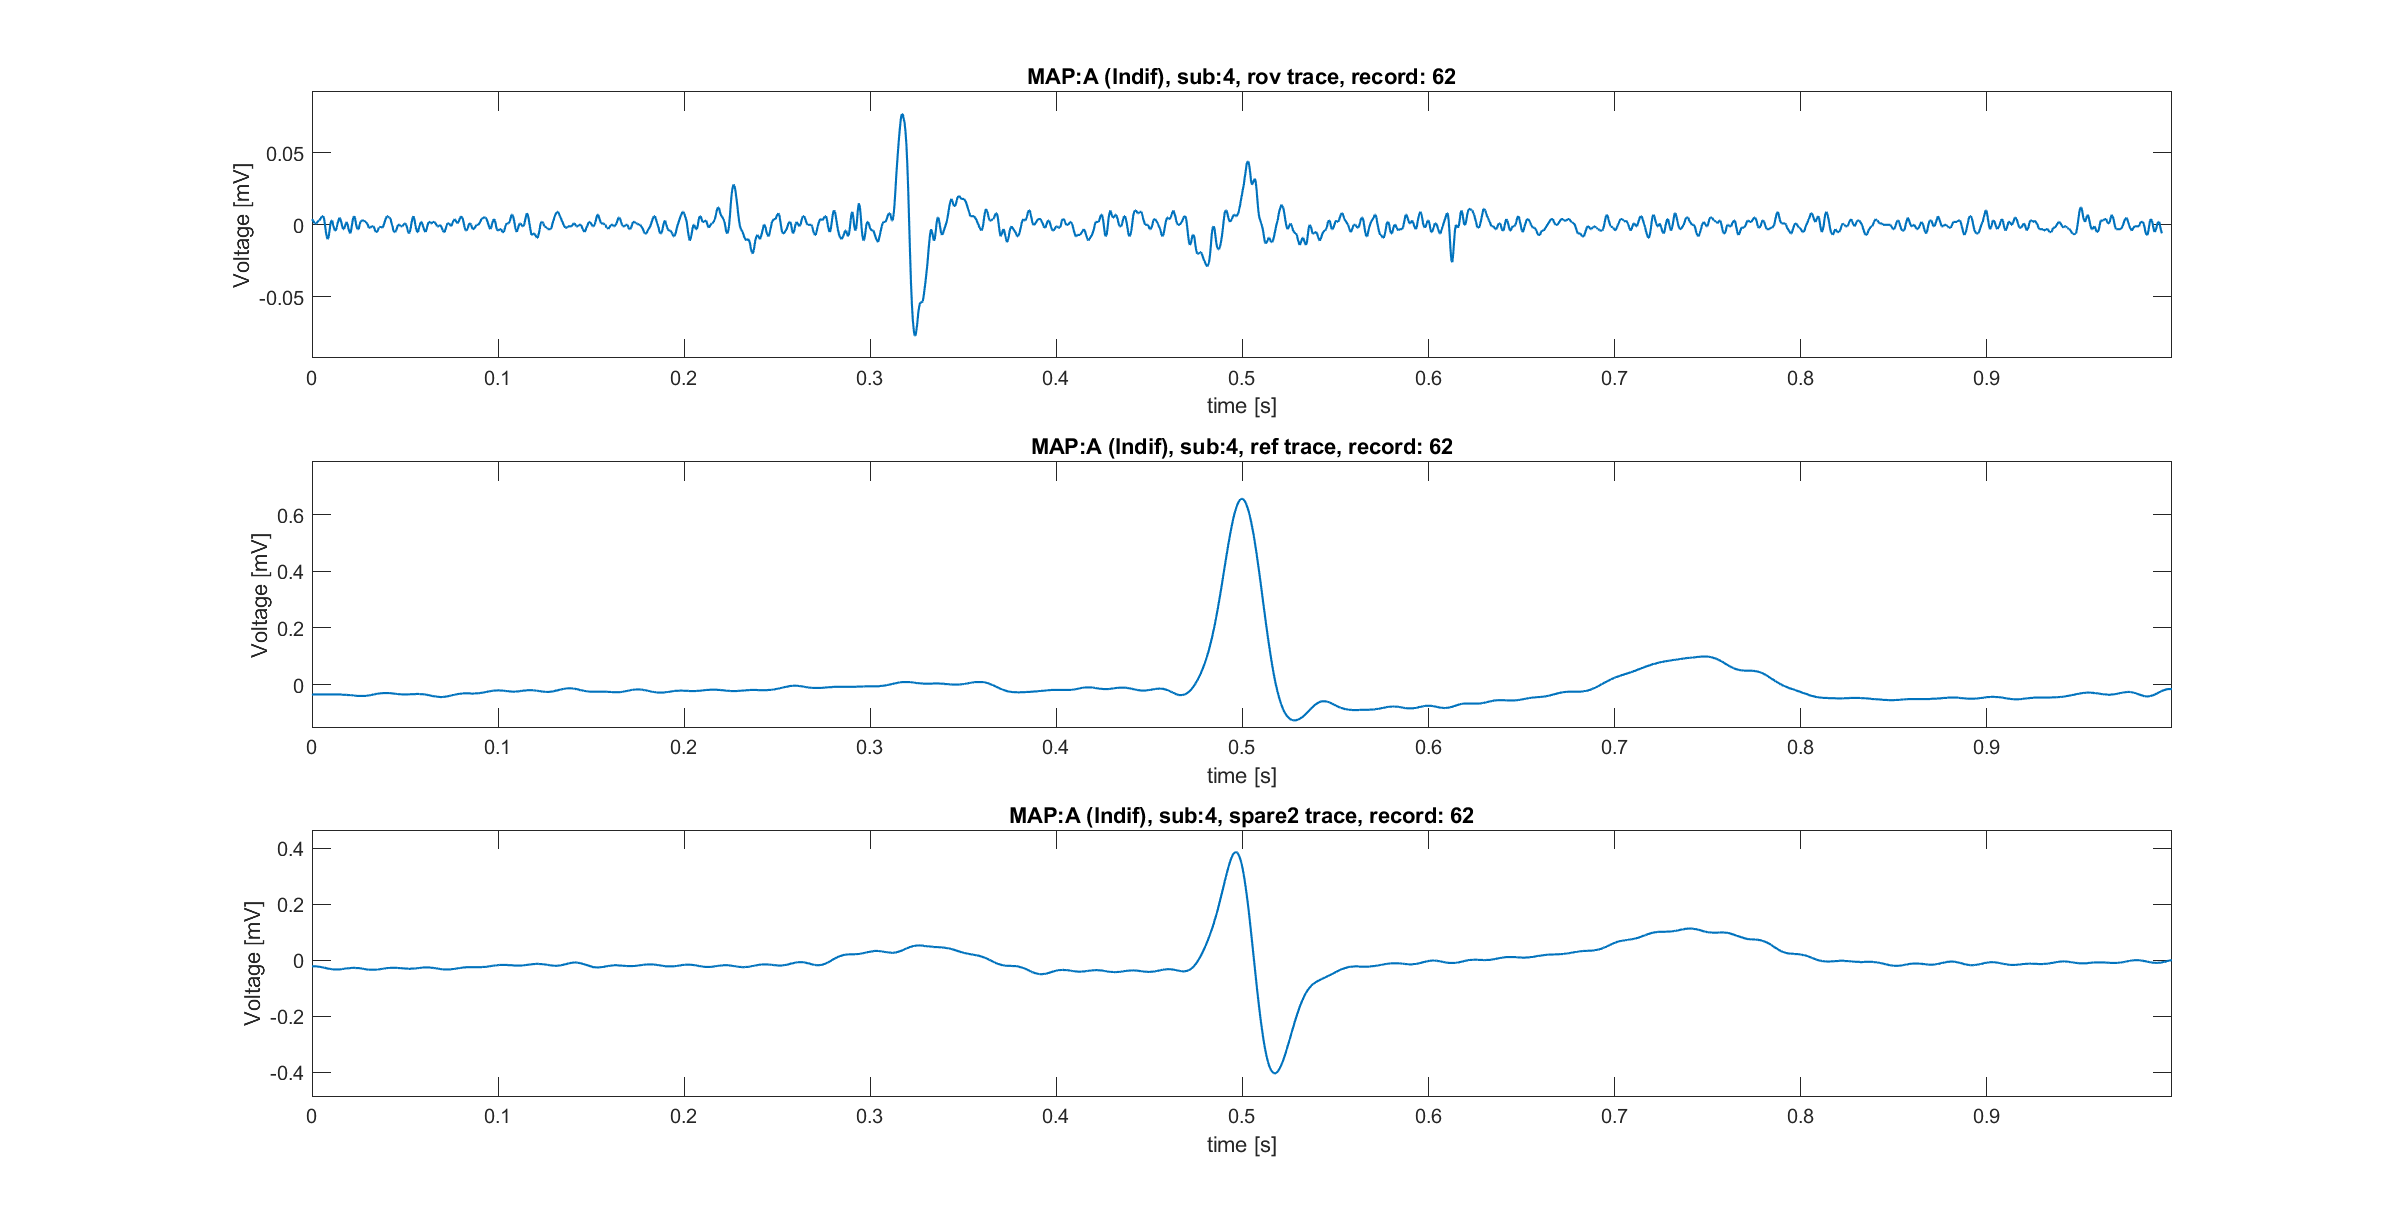 MAP:A (Indif), sub:4, rov trace, record: 62
Voltage [mV]
0.05
0
-0.05
0 0.1 0.2 0.3 0.4 0.5 0.6 0.7 0.8 0.9
time [s]
MAP:A (Indif), sub:4, ref trace, record: 62
Voltage [mV]
0.6
0.4
0.2
0
0 0.1 0.2 0.3 0.4 0.5 0.6 0.7 0.8 0.9
time [s]
MAP:A (Indif), sub:4, spare2 trace, record: 62
Voltage [mV]
0.4
0.2
0
-0.2
-0.4
0 0.1 0.2 0.3 0.4 0.5 0.6 0.7 0.8 0.9
time [s]